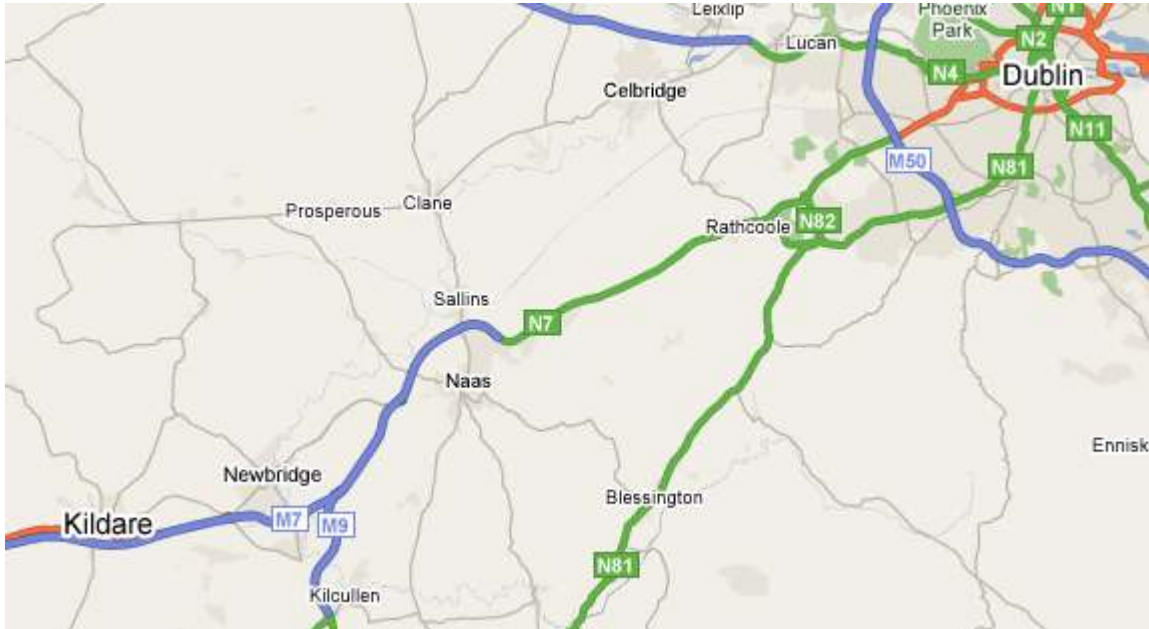 Leixlip
Phoenix
Park
N1
N2
Lucan
N4
Dublin
Celbridge
N11
M50
N81
Clane
Prosperous
Rathcoole
N82
Sallins
N7
Naas
Ennisk
Newbridge
Blessington
Kildare
M7
M9
N81
Kilcullen